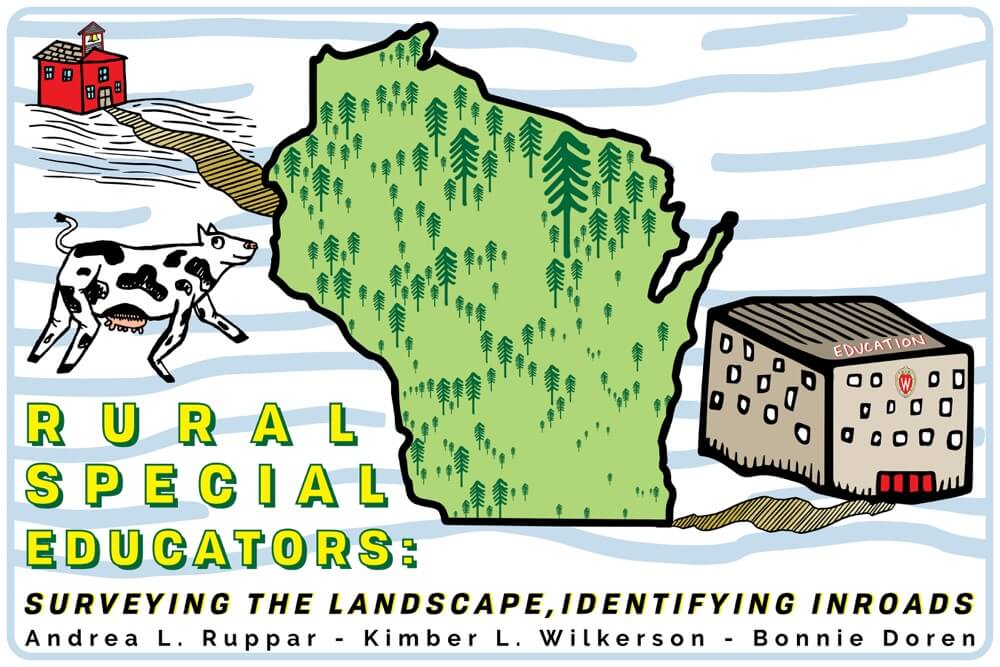 EDUCATION
W
RURAL
SPECIAL
EDUCATORS:
SURVEYING THE LANDSCAPE, IDENTIFYING INROADS
Andrea L. Ruppar - Kimber L. Wilkerson - Bonnie Doren